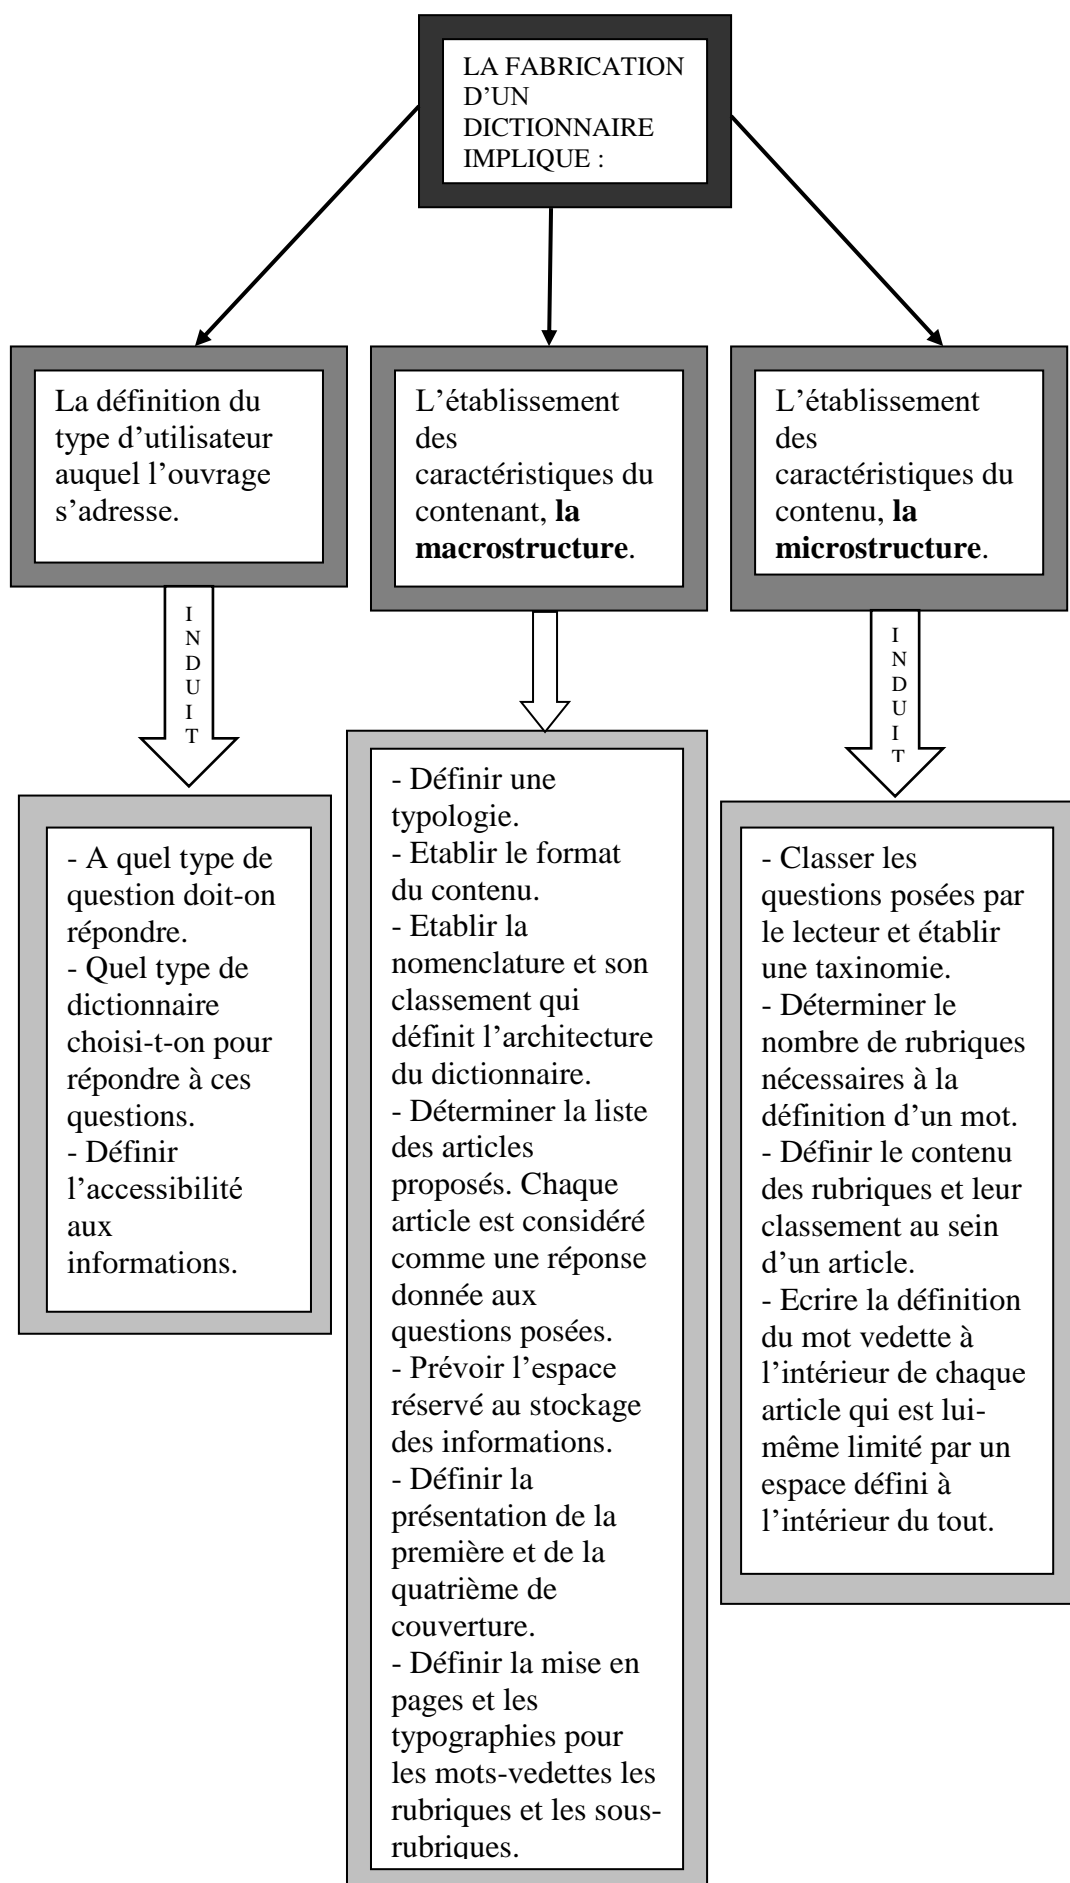 LA FABRICATION
D’UN
DICTIONNAIRE
IMPLIQUE :
La définition du
type d’utilisateur
auquel l’ouvrage
s’adresse.
L’établissement
des
caractéristiques du
contenant, la
macrostructure.
L’établissement
des
caractéristiques du
contenu, la
microstructure.
I
N
D
U
I
T
I
N
D
U
I
T
- A quel type de
question doit-on
répondre.
- Quel type de
dictionnaire
choisi-t-on pour
répondre à ces
questions.
- Définir
l’accessibilité
aux
informations.
- Définir une
typologie.
- Etablir le format
du contenu.
- Etablir la
nomenclature et son
classement qui
définit l’architecture
du dictionnaire.
- Déterminer la liste
des articles
proposés. Chaque
article est considéré
comme une réponse
donnée aux
questions posées.
- Prévoir l’espace
réservé au stockage
des informations.
- Définir la
présentation de la
première et de la
quatrième de
couverture.
- Définir la mise en
pages et les
typographies pour
les mots-vedettes les
rubriques et les sous-
rubriques.
- Classer les
questions posées par
le lecteur et établir
une taxinomie.
- Déterminer le
nombre de rubriques
nécessaires à la
définition d’un mot.
- Définir le contenu
des rubriques et leur
classement au sein
d’un article.
- Ecrire la définition
du mot vedette à
l’intérieur de chaque
article qui est lui-
même limité par un
espace défini à
l’intérieur du tout.